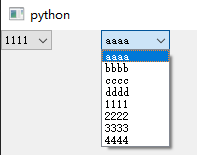 python
1111 aaaa
aaaa
bbbb
cccc
dddd
1111
2222
3333
4444